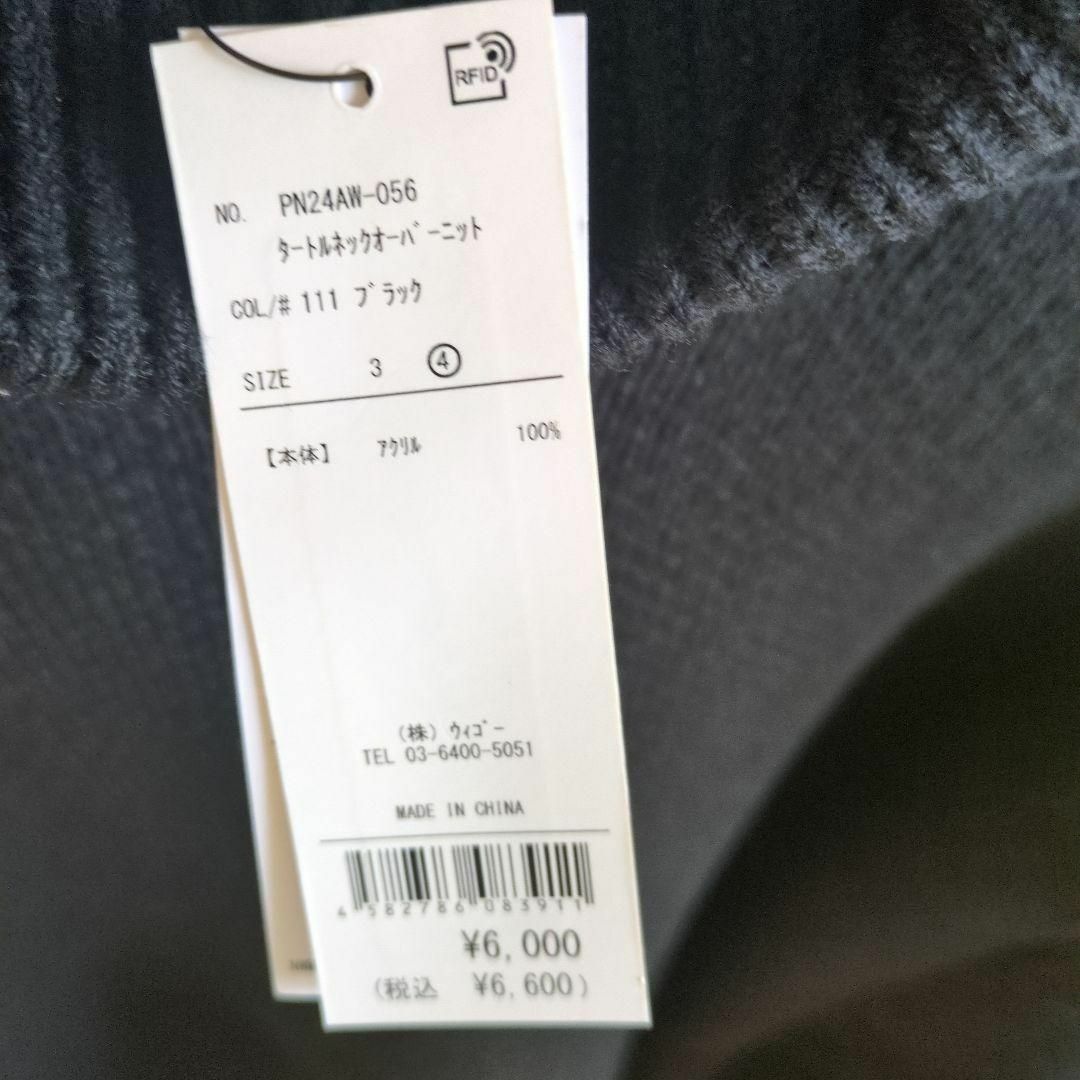 RFID
NO. PN24AW-056
ﾀｰﾄﾙﾈｯｸｵｰﾊﾞｰﾆｯﾄ
COL/# 111 ﾌﾞﾗｯｸ
SIZE 3 ④
【本体】 ｱｸﾘﾙ 100%
(株) ｳｨｺﾞｰ
TEL 03-6400-5051
MADE IN CHINA
4 582786 083911
¥6,000
(税込 ¥6,600)